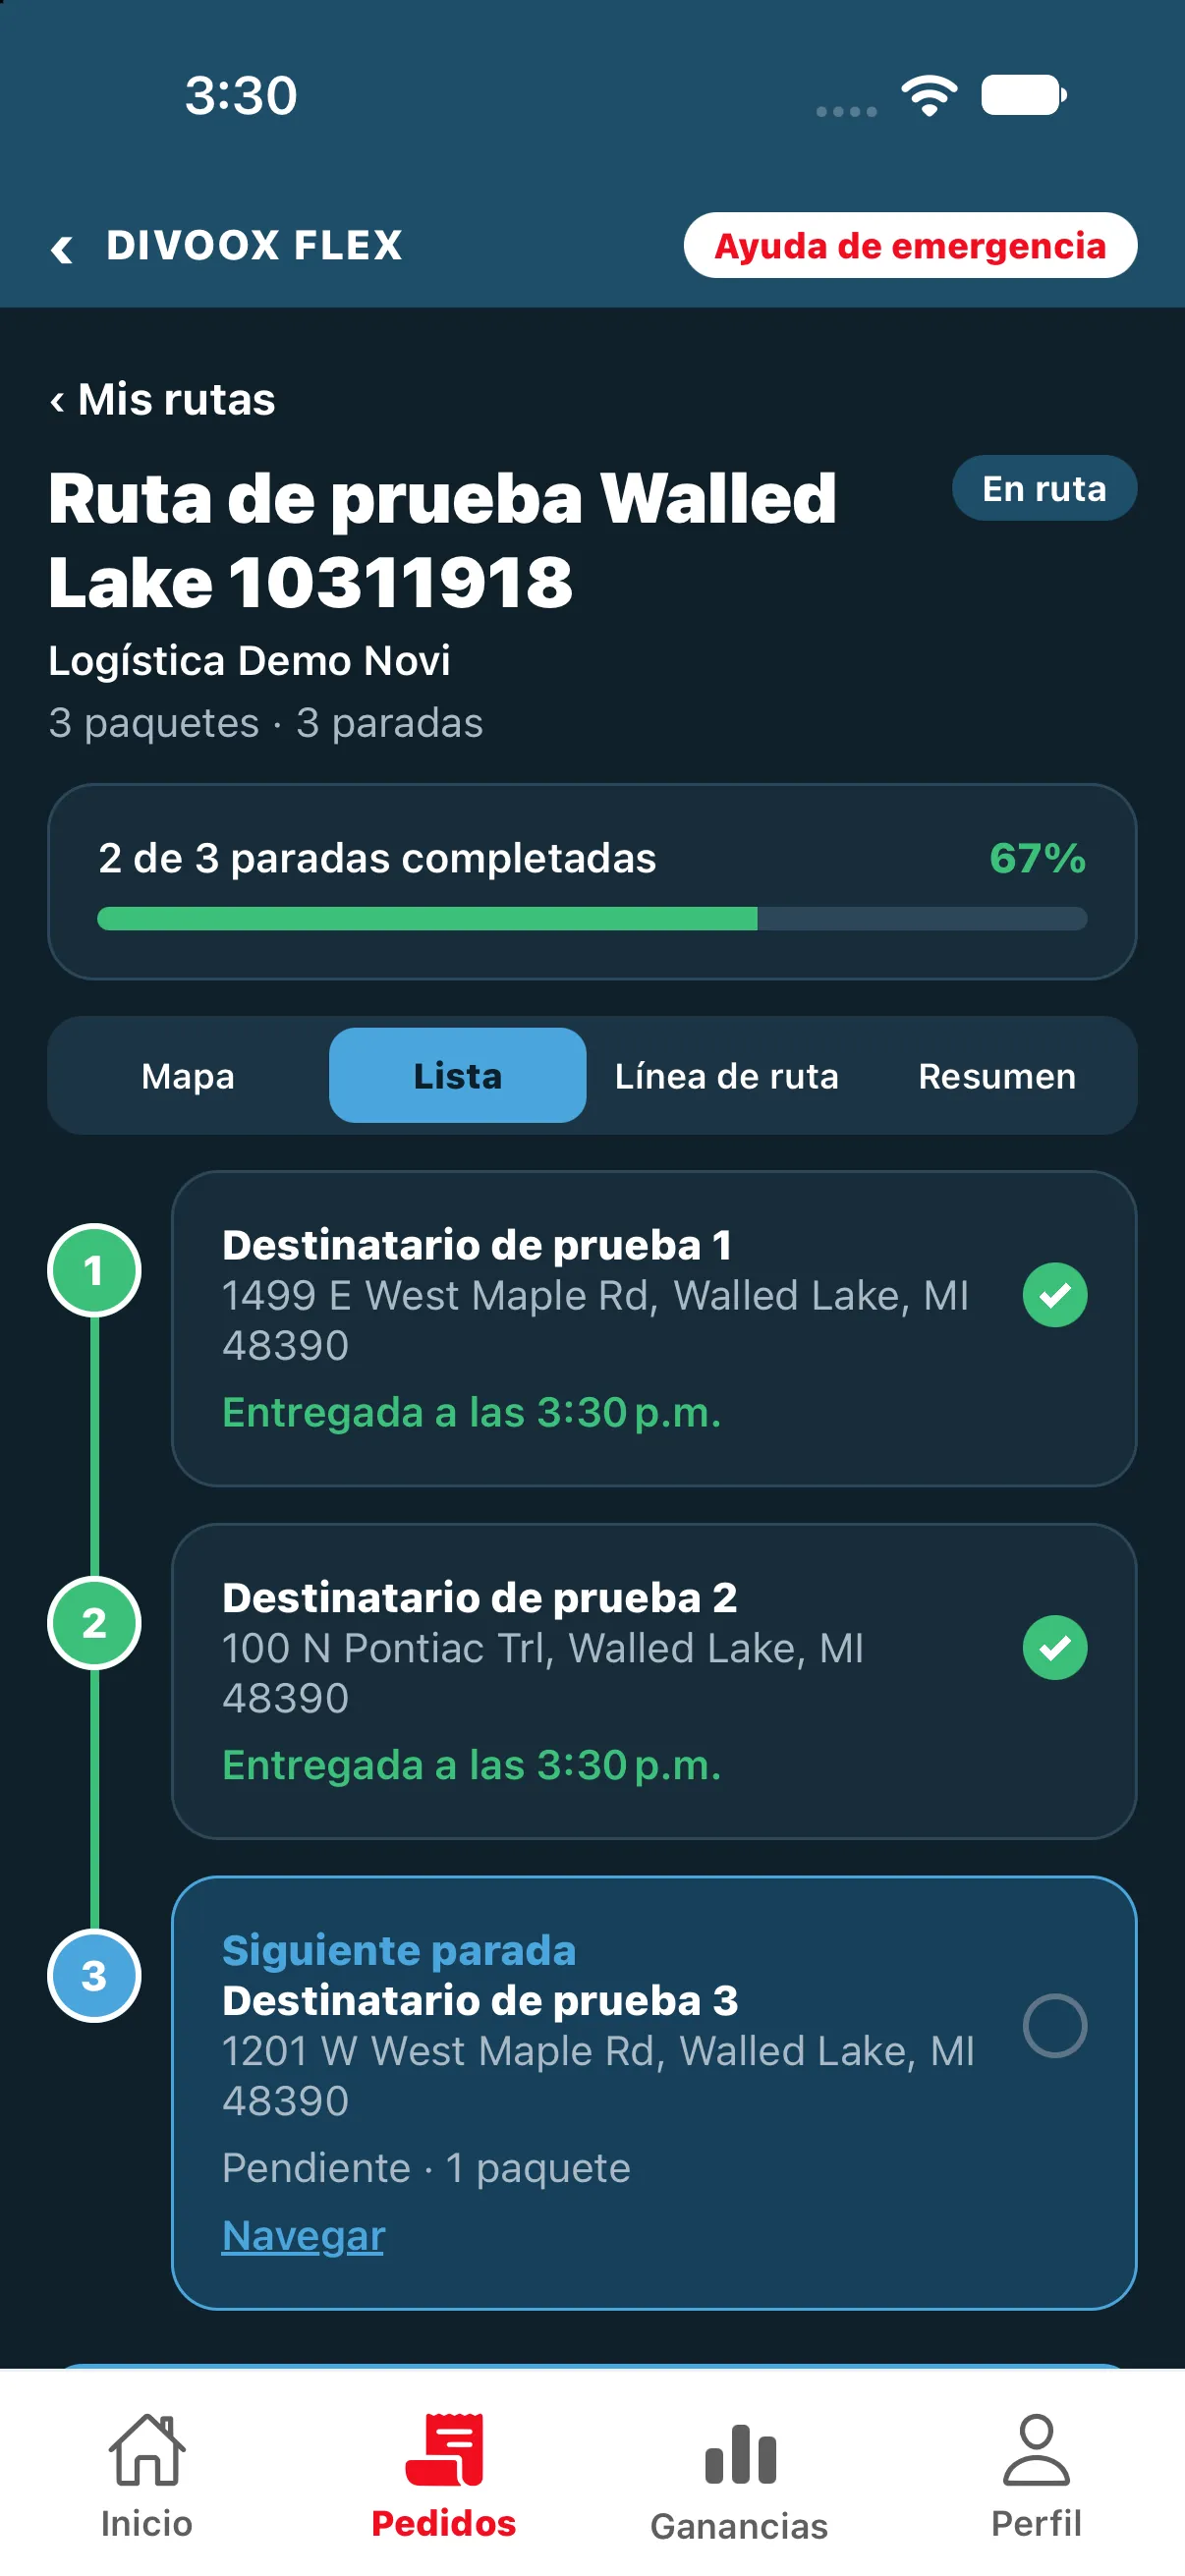 3:30
DIVOOX FLEX
Ayuda de emergencia
‹ Mis rutas
Ruta de prueba Walled
Lake 10311918
En ruta
Logística Demo Novi
3 paquetes · 3 paradas
2 de 3 paradas completadas
67%
Mapa
Lista
Línea de ruta
Resumen
1
Destinatario de prueba 1
1499 E West Maple Rd, Walled Lake, MI
48390
Entregada a las 3:30 p.m.
2
Destinatario de prueba 2
100 N Pontiac Trl, Walled Lake, MI
48390
Entregada a las 3:30 p.m.
3
Siguiente parada
Destinatario de prueba 3
1201 W West Maple Rd, Walled Lake, MI
48390
Pendiente · 1 paquete
Navegar
Inicio
Pedidos
Ganancias
Perfil